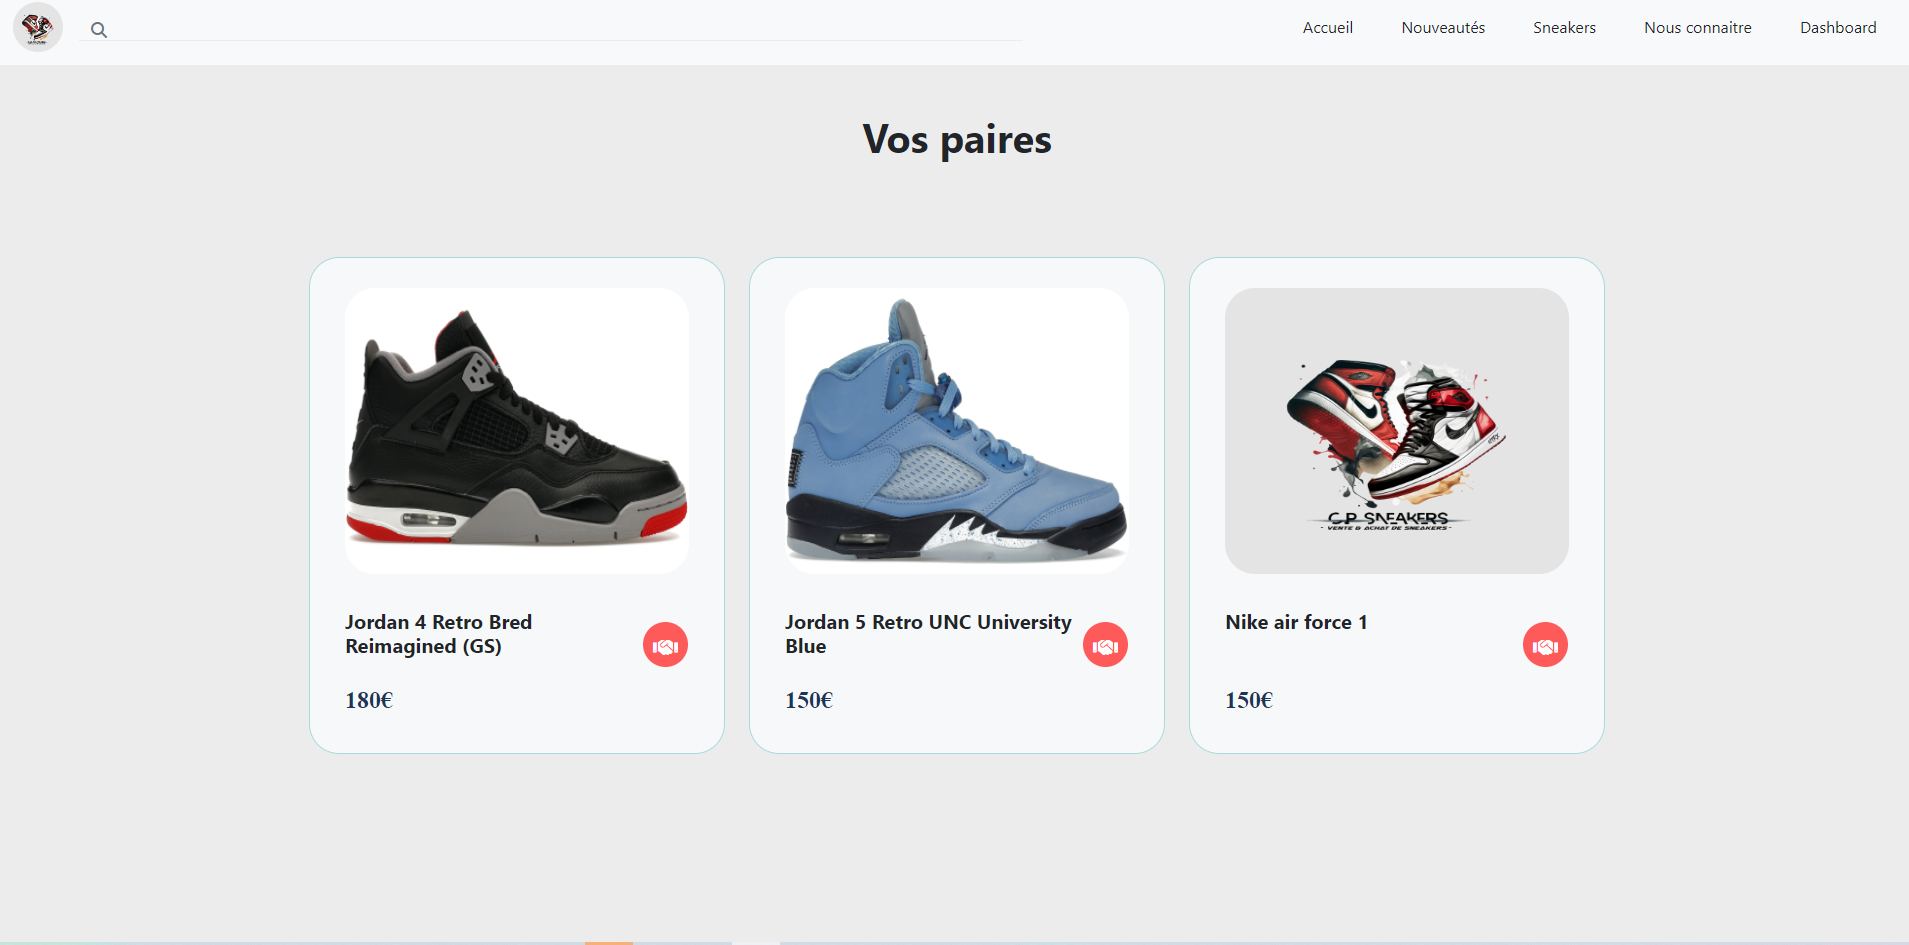 Accueil Nouveautés Sneakers Nous connaitre Dashboard
Vos paires
C.P SNEAKERS
- VENTE & ACHAT DE SNEAKERS -
Jordan 4 Retro Bred
Reimagined (GS)
180€
Jordan 5 Retro UNC University
Blue
150€
Nike air force 1
150€